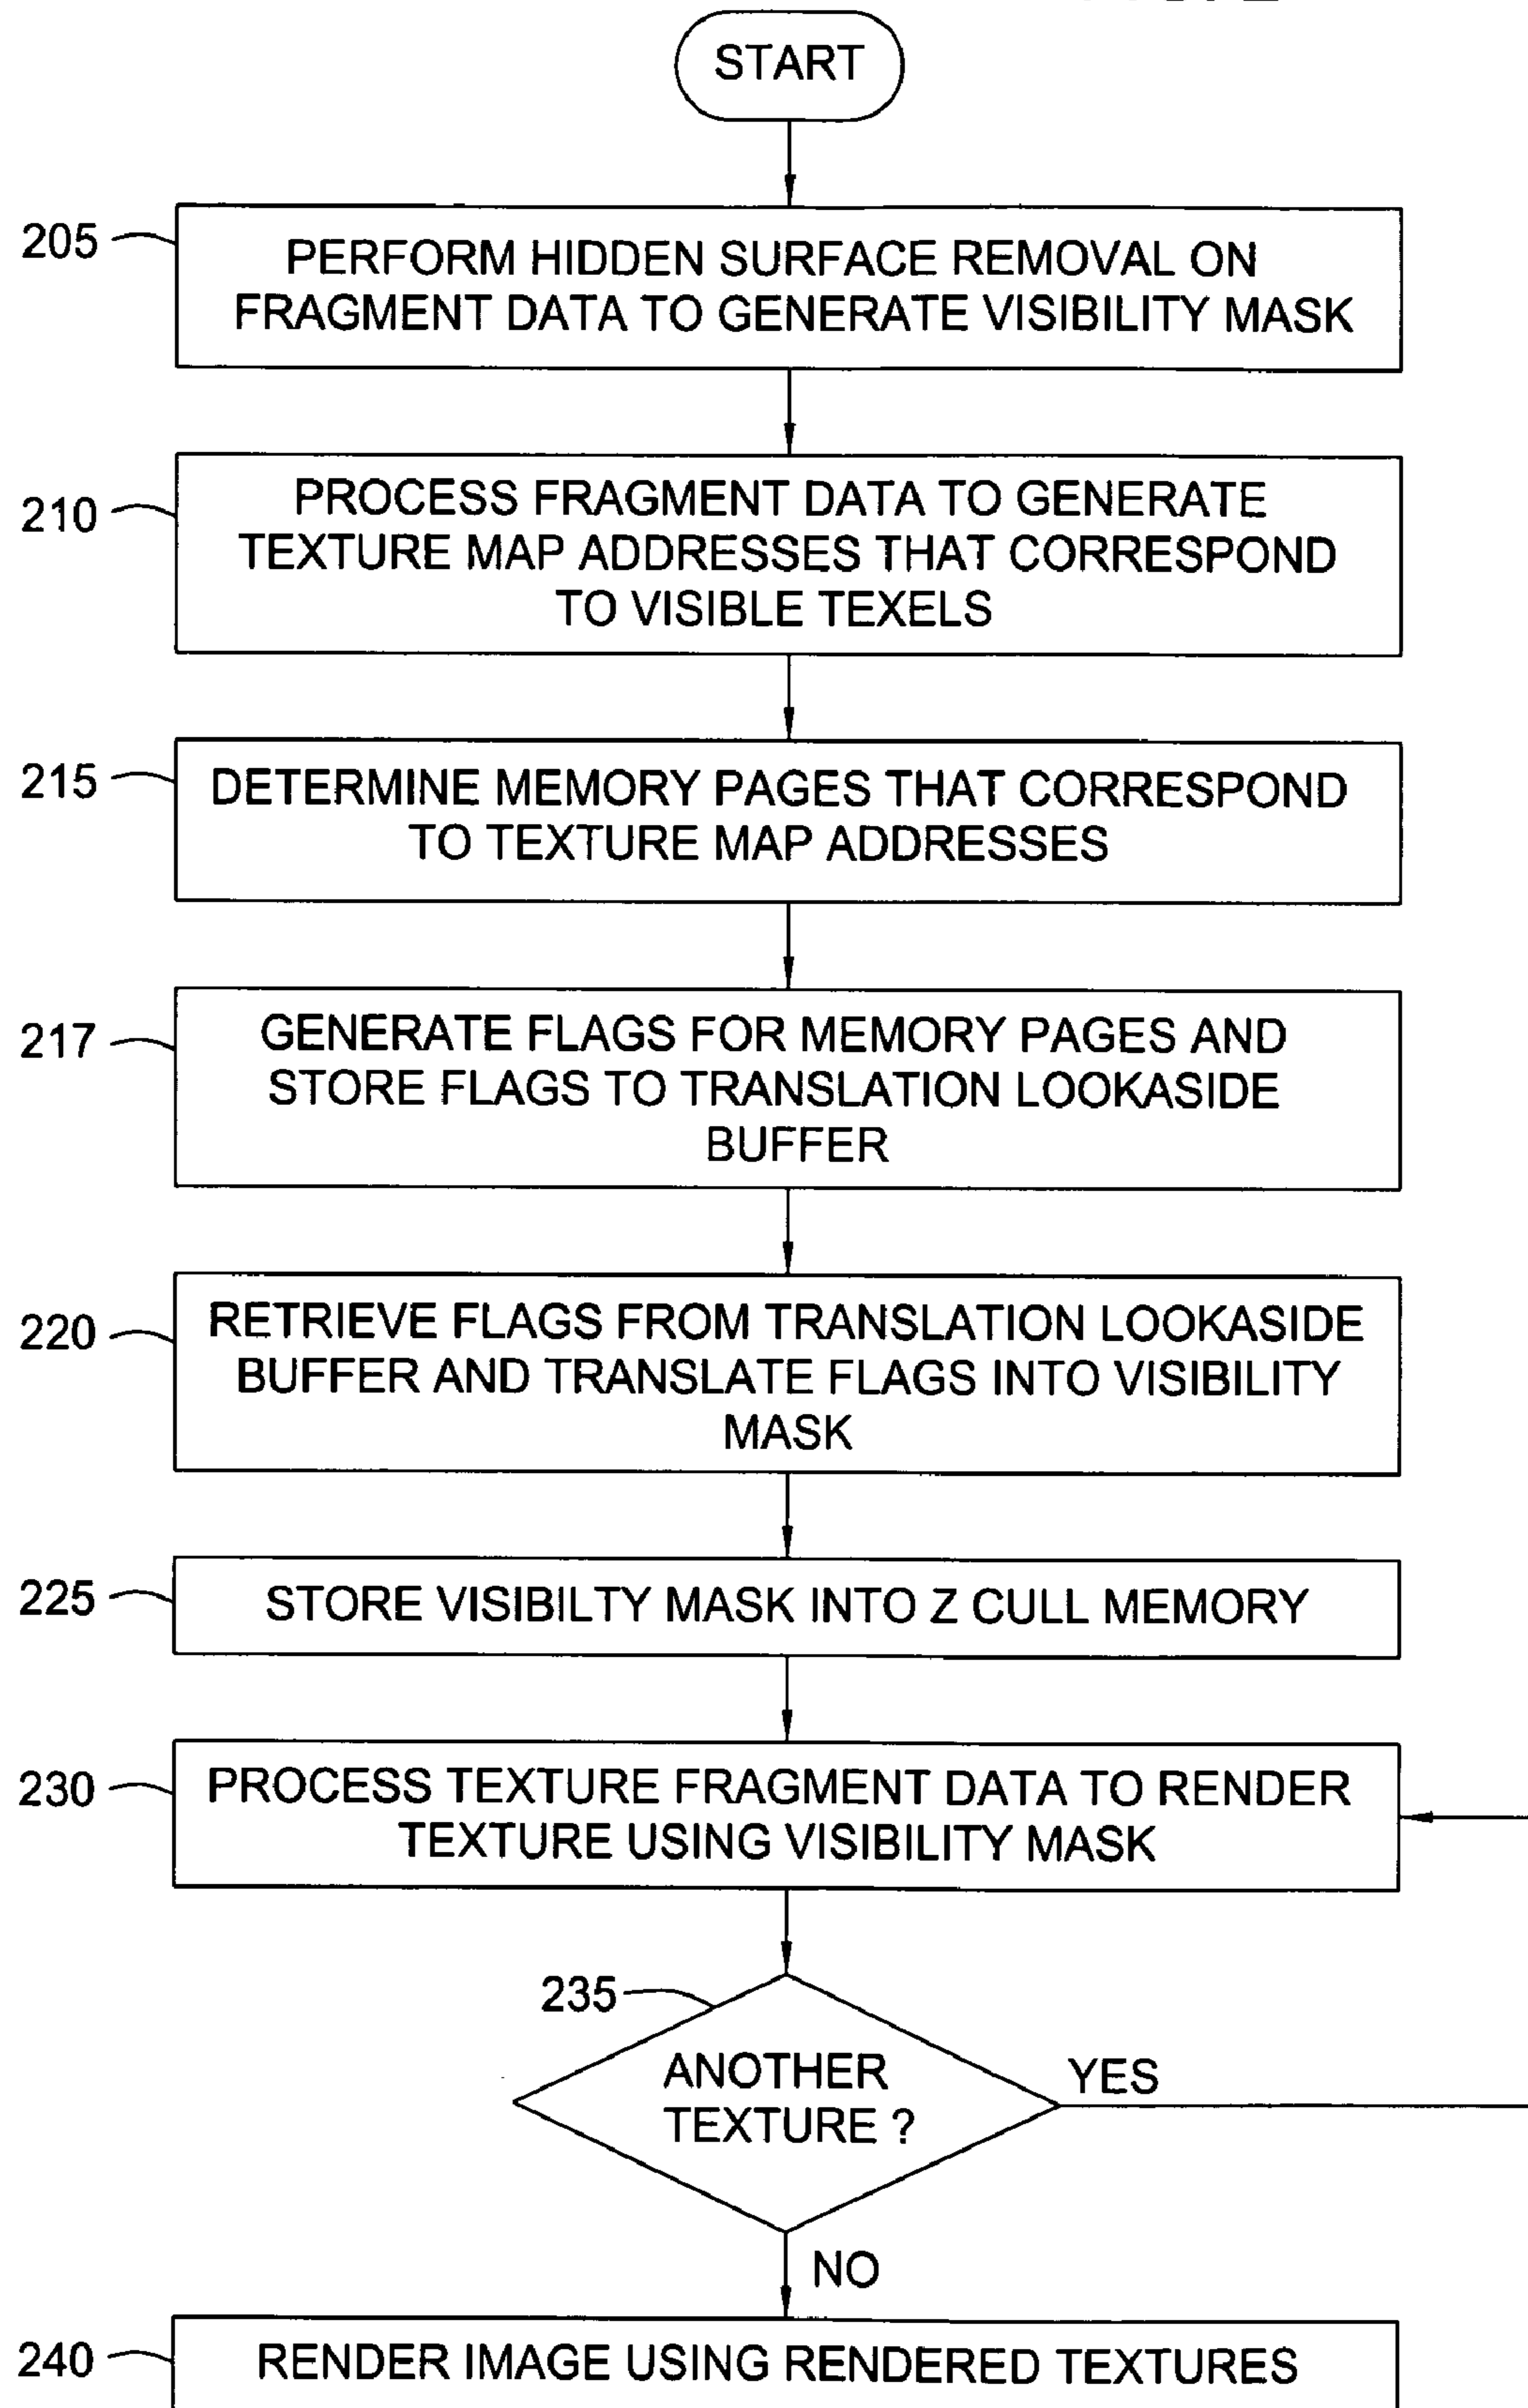 START
205
PERFORM HIDDEN SURFACE REMOVAL ON
FRAGMENT DATA TO GENERATE VISIBILITY MASK
210
PROCESS FRAGMENT DATA TO GENERATE
TEXTURE MAP ADDRESSES THAT CORRESPOND
TO VISIBLE TEXELS
215
DETERMINE MEMORY PAGES THAT CORRESPOND
TO TEXTURE MAP ADDRESSES
217
GENERATE FLAGS FOR MEMORY PAGES AND
STORE FLAGS TO TRANSLATION LOOKASIDE
BUFFER
220
RETRIEVE FLAGS FROM TRANSLATION LOOKASIDE
BUFFER AND TRANSLATE FLAGS INTO VISIBILITY
MASK
225
STORE VISIBILTY MASK INTO Z CULL MEMORY
230
PROCESS TEXTURE FRAGMENT DATA TO RENDER
TEXTURE USING VISIBILITY MASK
235
ANOTHER
TEXTURE ?
YES
NO
240
RENDER IMAGE USING RENDERED TEXTURES